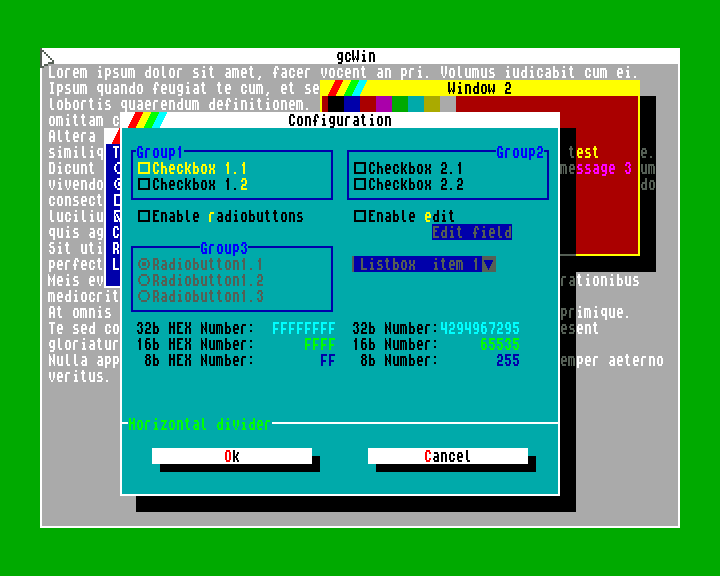 gcWin
Lorem ipsum dolor sit amet, facer vocent an pri. Volumus iudicabit cum ei.
Ipsum quando feugiat te cum, et se
Window 2
lobortis quaerendum definitionem.
omittam c
Configuration
Altera
similiq
T
Group1
Group2
test
e.
Dicunt
Checkbox 1.1
Checkbox 2.1
message 3
um
vivendo
Checkbox 1.2
Checkbox 2.2
do
consect
luciliu
Enable radiobuttons
Enable edit
quis ag
C
Edit field
Sit uti
R
Group3
perfect
L
Radiobutton1.1
Listbox item 1
Meis ev
Radiobutton1.2
rationibus
mediocrit
Radiobutton1.3
At omnis
primique.
Te sed co
32b HEX Number: FFFFFFFF
32b Number:4294967295
esent
gloriatur
16b HEX Number: FFFF
16b Number: 65535
Nulla app
8b HEX Number: FF
8b Number: 255
emper aeterno
veritus.
Horizontal divider
Ok
Cancel